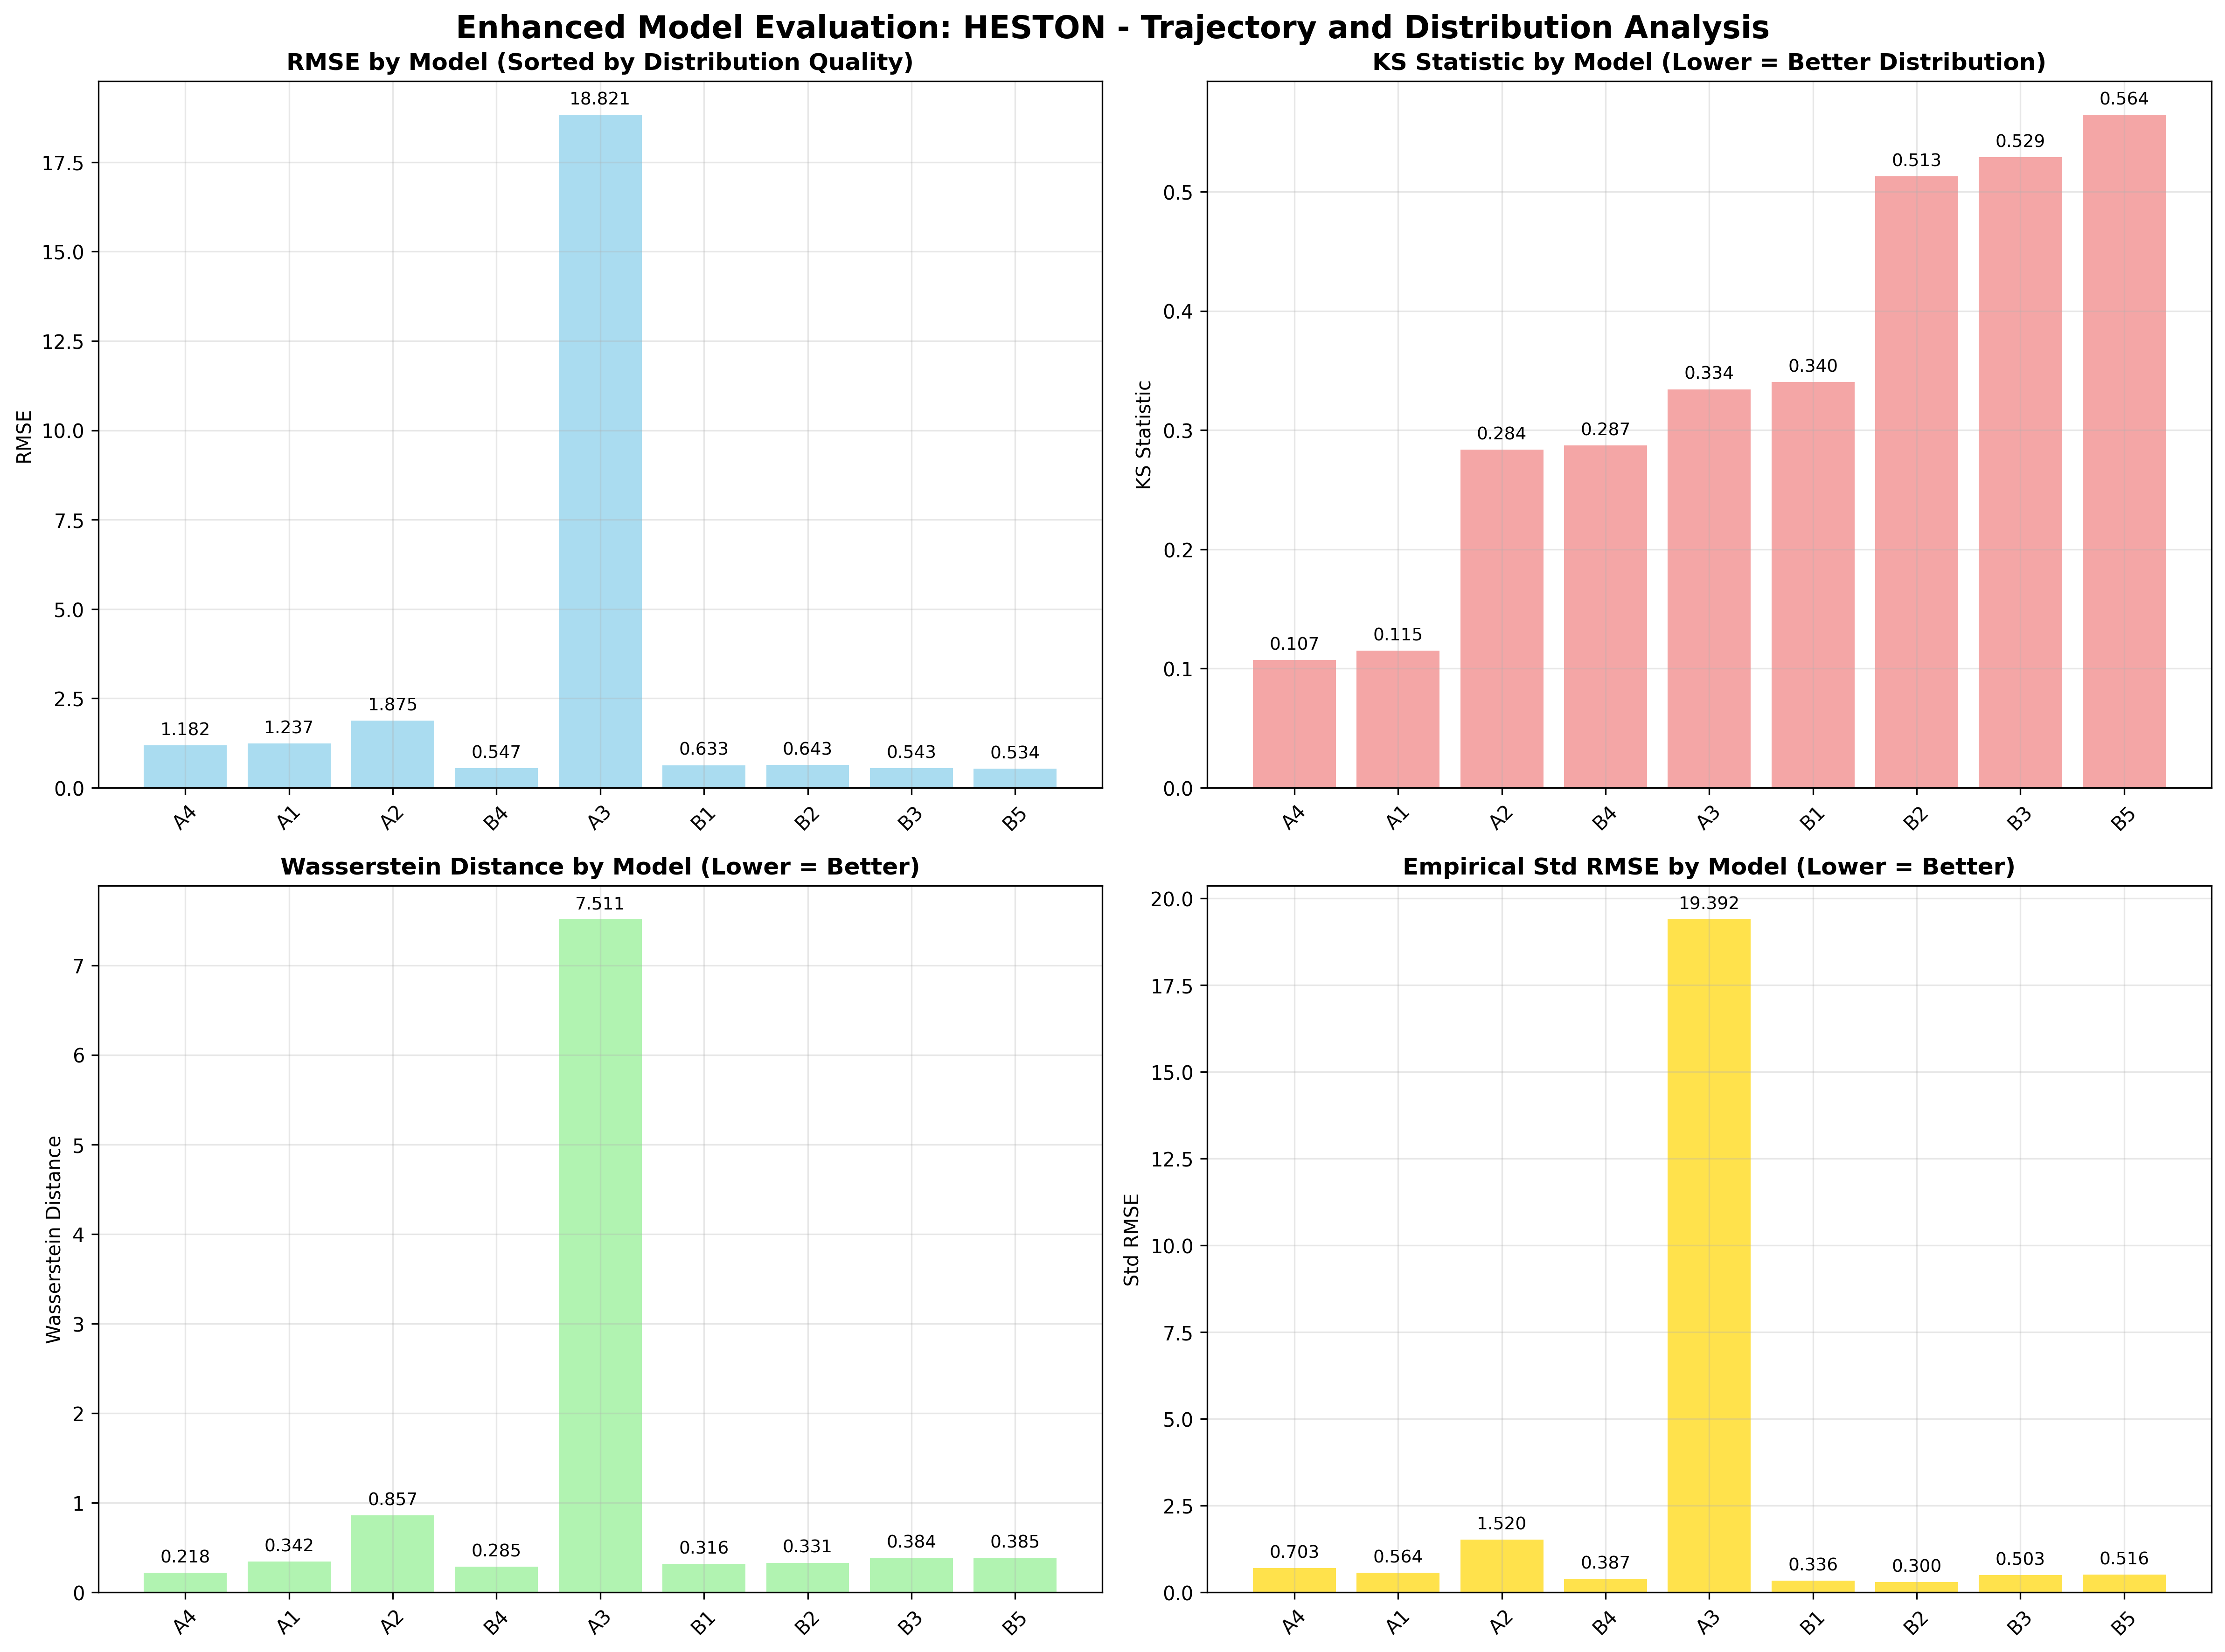 Enhanced Model Evaluation: HESTON - Trajectory and Distribution Analysis
RMSE by Model (Sorted by Distribution Quality)
RMSE
17.5
15.0
12.5
10.0
7.5
5.0
2.5
0.0
1.182
1.237
1.875
0.547
18.821
0.633
0.643
0.543
0.534
A4
A1
A2
B4
A3
B1
B2
B3
B5
KS Statistic by Model (Lower = Better Distribution)
KS Statistic
0.5
0.4
0.3
0.2
0.1
0.0
0.107
0.115
0.284
0.287
0.334
0.340
0.513
0.529
0.564
A4
A1
A2
B4
A3
B1
B2
B3
B5
Wasserstein Distance by Model (Lower = Better)
Wasserstein Distance
7
6
5
4
3
2
1
0
0.218
0.342
0.857
0.285
7.511
0.316
0.331
0.384
0.385
A4
A1
A2
B4
A3
B1
B2
B3
B5
Empirical Std RMSE by Model (Lower = Better)
Std RMSE
20.0
17.5
15.0
12.5
10.0
7.5
5.0
2.5
0.0
0.703
0.564
1.520
0.387
19.392
0.336
0.300
0.503
0.516
A4
A1
A2
B4
A3
B1
B2
B3
B5